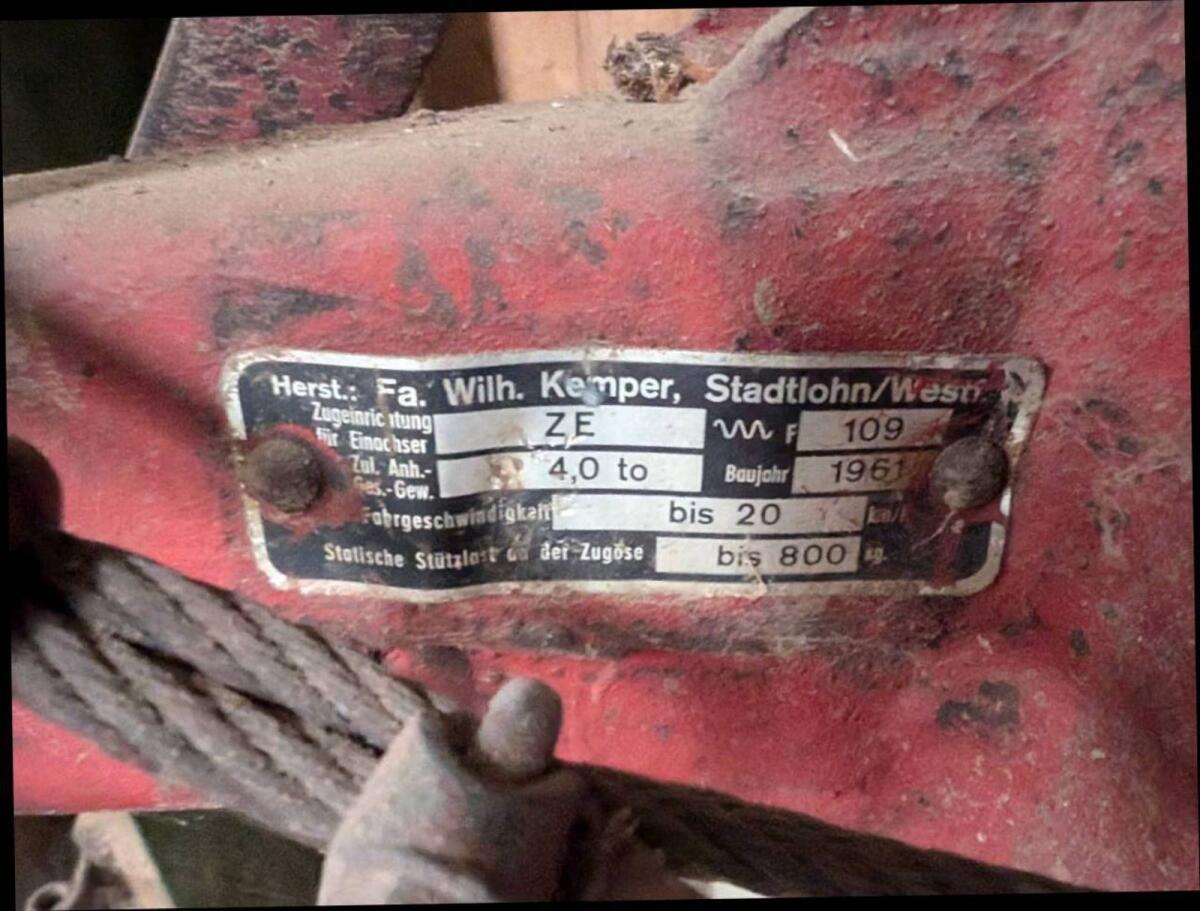 Herst.: Fa. Wilh. Kemper, Stadtlohn/Westf.
Zugeinrichtung für Einachser ZE F 109
Zul. Anh.-Ges.-Gew. 4,0 to Baujahr 1961
Fahrgeschwindigkeit bis 20 km/h
Statische Stützlast an der Zugöse bis 800 kg.